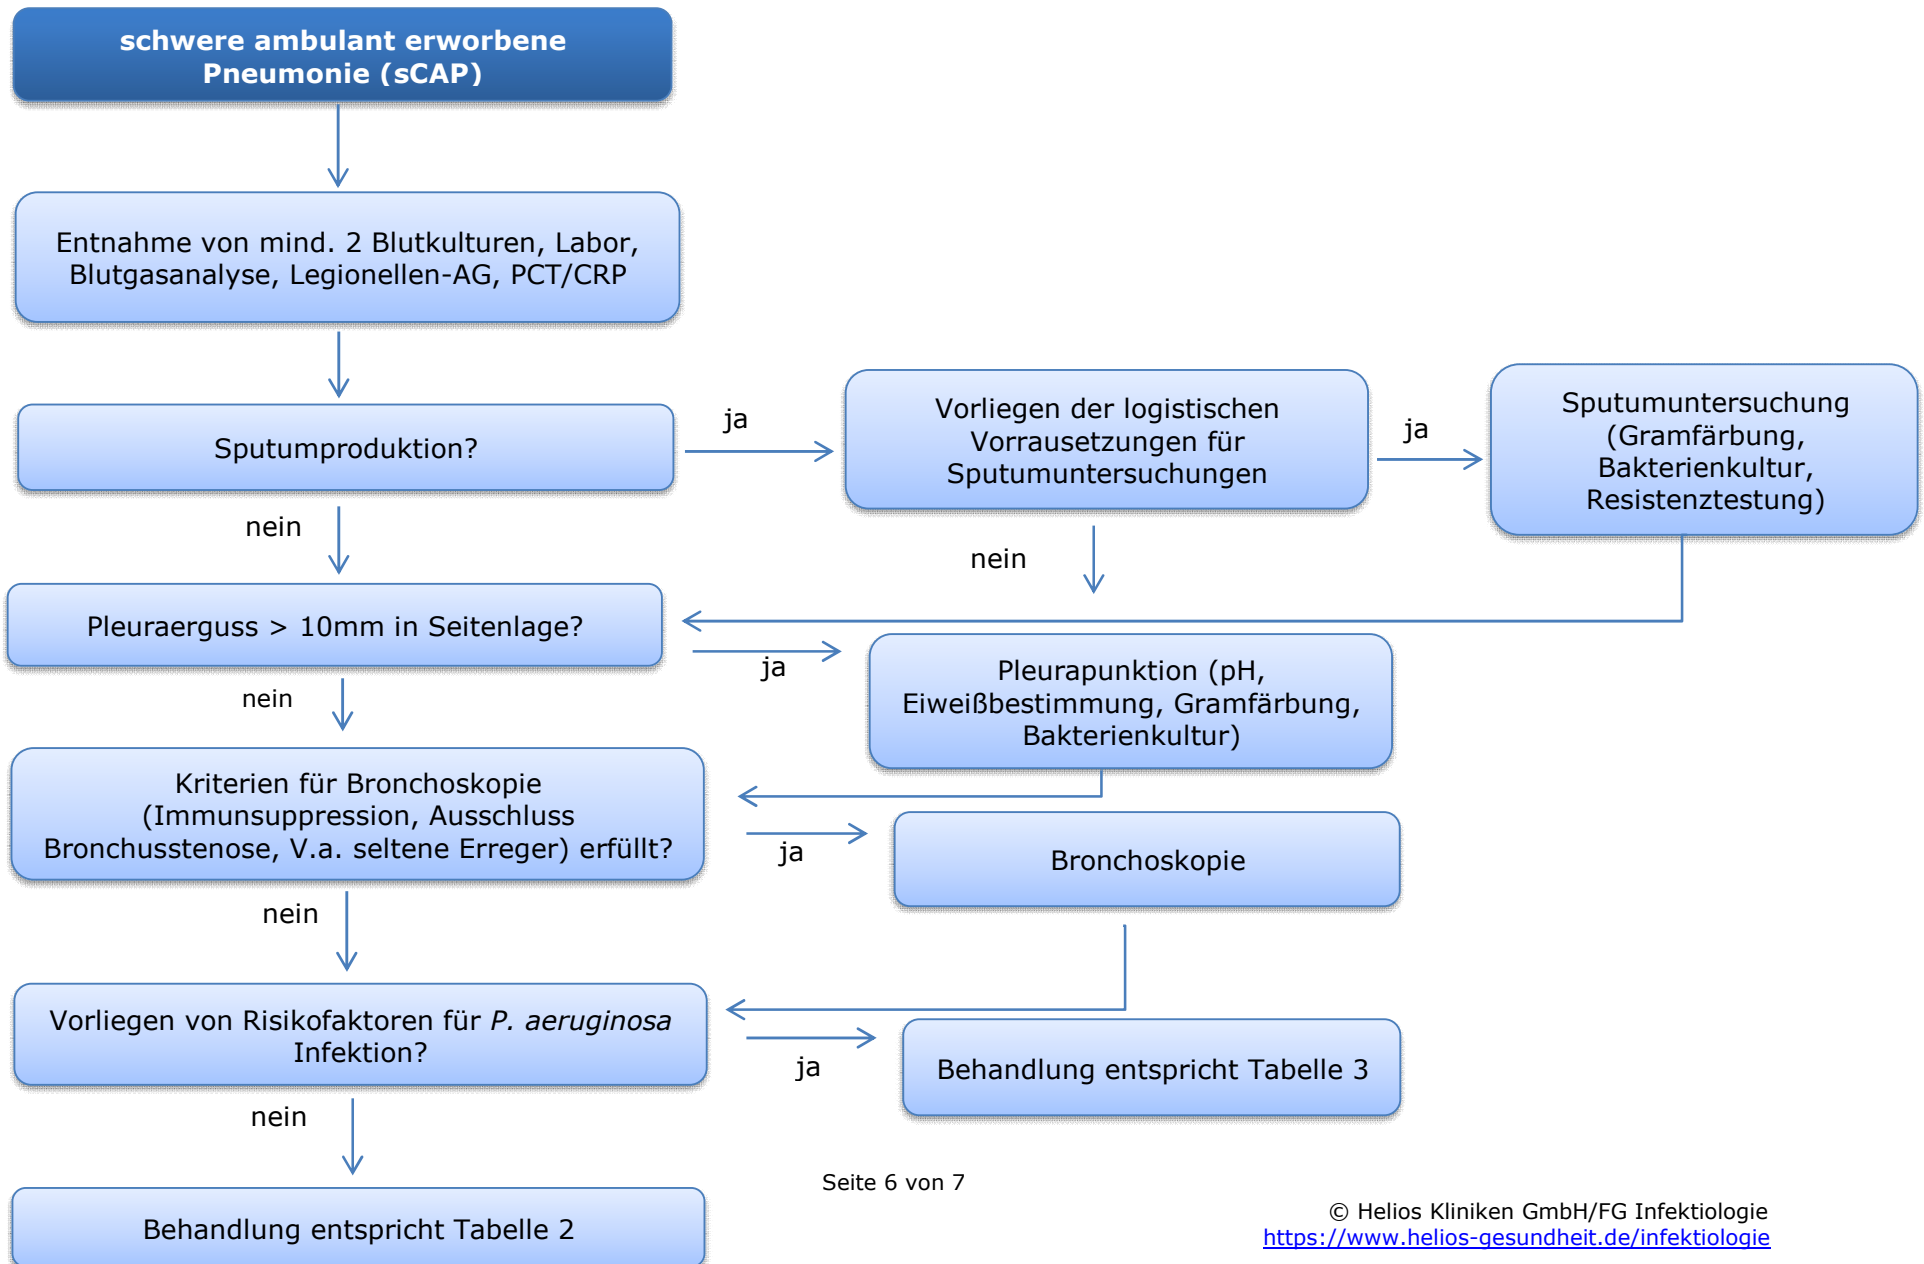 schwere ambulant erworbene
Pneumonie (sCAP)
Entnahme von mind. 2 Blutkulturen, Labor,
Blutgasanalyse, Legionellen-AG, PCT/CRP
Sputumproduktion?
ja
Vorliegen der logistischen
Vorrausetzungen für
Sputumuntersuchungen
ja
Sputumuntersuchung
(Gramfärbung,
Bakterienkultur,
Resistenztestung)
nein
nein
Pleuraerguss > 10mm in Seitenlage?
ja
Pleurapunktion (pH,
Eiweißbestimmung, Gramfärbung,
Bakterienkultur)
nein
Kriterien für Bronchoskopie
(Immunsuppression, Ausschluss
Bronchusstenose, V.a. seltene Erreger) erfüllt?
ja
Bronchoskopie
nein
Vorliegen von Risikofaktoren für P. aeruginosa
Infektion?
ja
Behandlung entspricht Tabelle 3
nein
Behandlung entspricht Tabelle 2
Seite 6 von 7
© Helios Kliniken GmbH/FG Infektiologie
https://www.helios-gesundheit.de/infektiologie